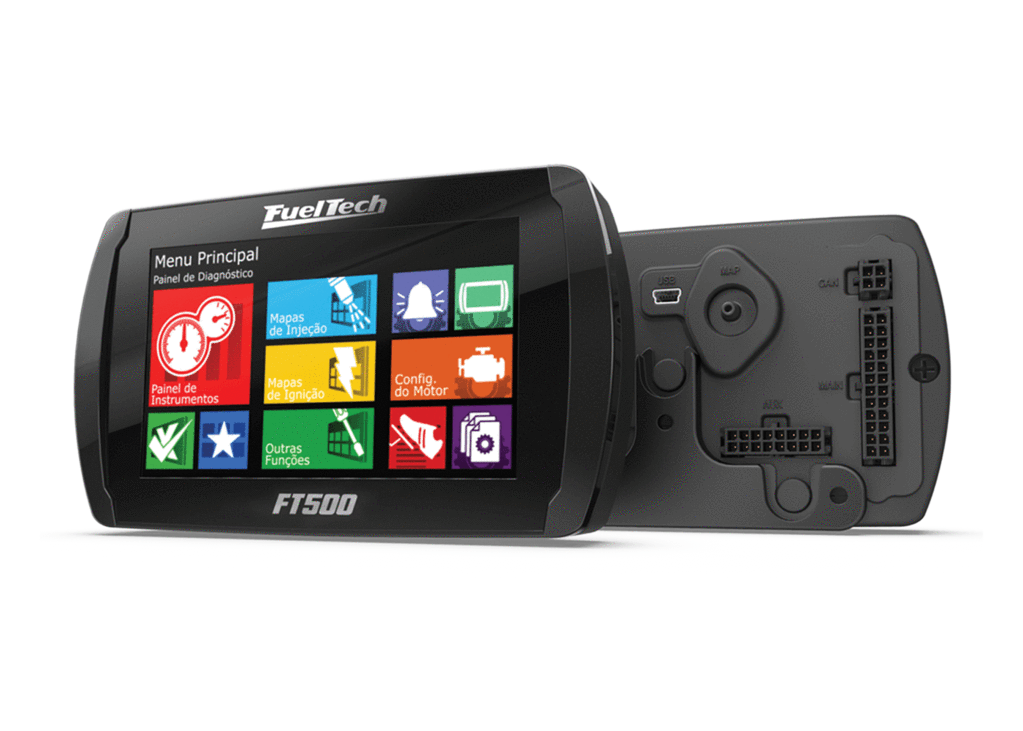 FuelTech
Menu Principal
Painel de Diagnóstico
Painel de
Instrumentos
Mapas
de Injeção
Mapas
de Ignição
Outras
Funções
Config.
do Motor
FT500
USB
MAP
CAN
MAIN
AUX